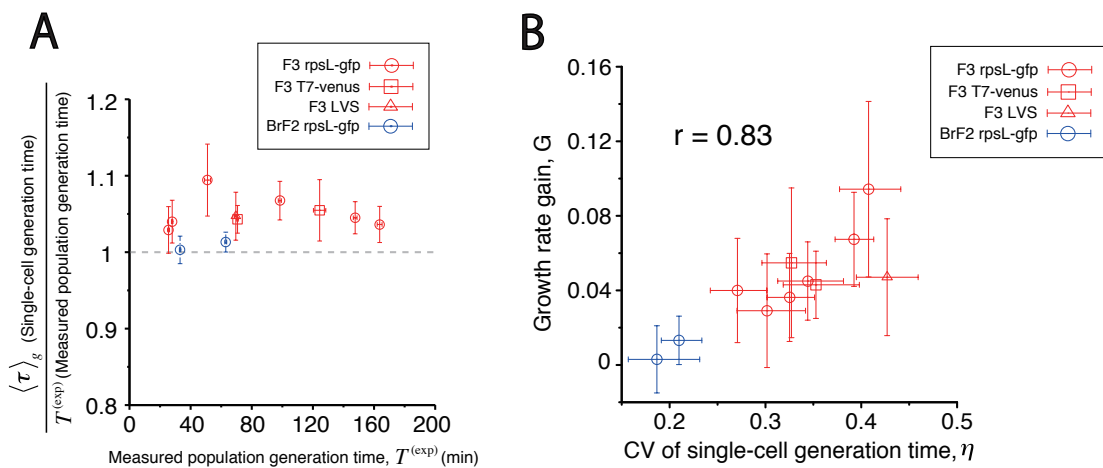 A
F3 rpsL-gfp
F3 T7-venus
F3 LVS
BrF2 rpsL-gfp
⟨τ⟩g (Single-cell generation time)
T(exp) (Measured population generation time)
1.2
1.1
1
0.9
0.8
0 40 80 120 160 200
Measured population generation time, T(exp) (min)
B
F3 rpsL-gfp
F3 T7-venus
F3 LVS
BrF2 rpsL-gfp
r = 0.83
Growth rate gain, G
0.16
0.12
0.08
0.04
0
0.2 0.3 0.4 0.5
CV of single-cell generation time, η